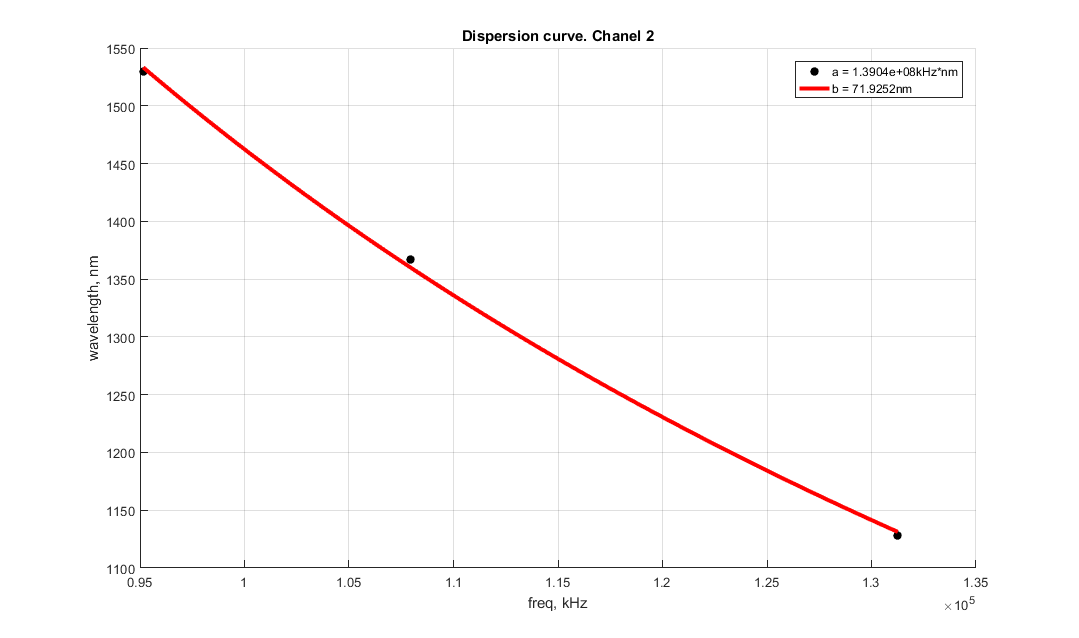 Dispersion curve. Chanel 2
a = 1.3904e+08kHz*nm
b = 71.9252nm
wavelength, nm
1550
1500
1450
1400
1350
1300
1250
1200
1150
1100
0.95 1 1.05 1.1 1.15 1.2 1.25 1.3 1.35
freq, kHz
×10^5